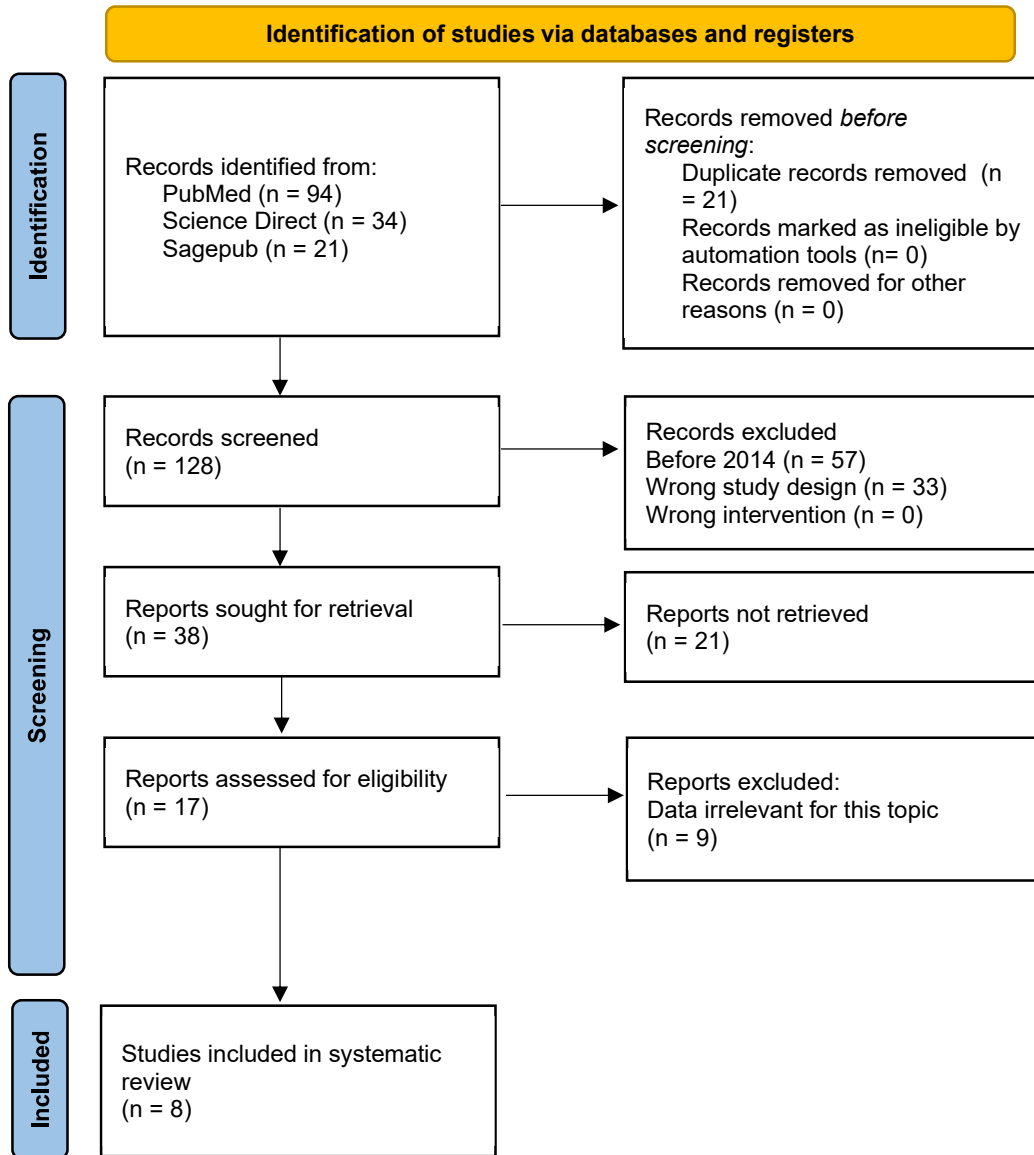 Identification of studies via databases and registers
Identification
Records identified from:
PubMed (n = 94)
Science Direct (n = 34)
Sagepub (n = 21)
Records removed before
screening:
Duplicate records removed (n
= 21)
Records marked as ineligible by
automation tools (n= 0)
Records removed for other
reasons (n = 0)
Screening
Records screened
(n = 128)
Records excluded
Before 2014 (n = 57)
Wrong study design (n = 33)
Wrong intervention (n = 0)
Reports sought for retrieval
(n = 38)
Reports not retrieved
(n = 21)
Reports assessed for eligibility
(n = 17)
Reports excluded:
Data irrelevant for this topic
(n = 9)
Included
Studies included in systematic
review
(n = 8)